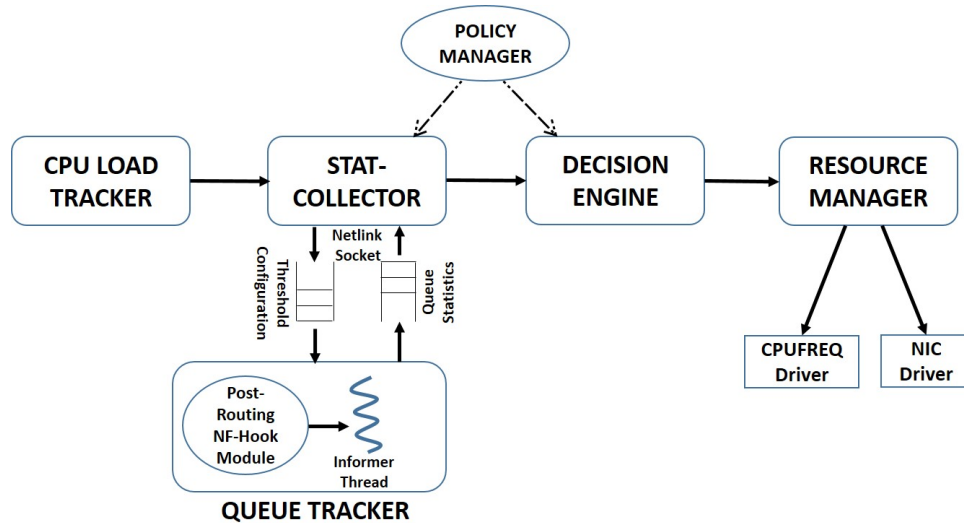 POLICY
MANAGER
CPU LOAD
TRACKER
STAT-
COLLECTOR
DECISION
ENGINE
RESOURCE
MANAGER
Netlink
Socket
Threshold
Configuration
Queue
Statistics
CPUFREQ
Driver
NIC
Driver
Post-
Routing
NF-Hook
Module
Informer
Thread
QUEUE TRACKER